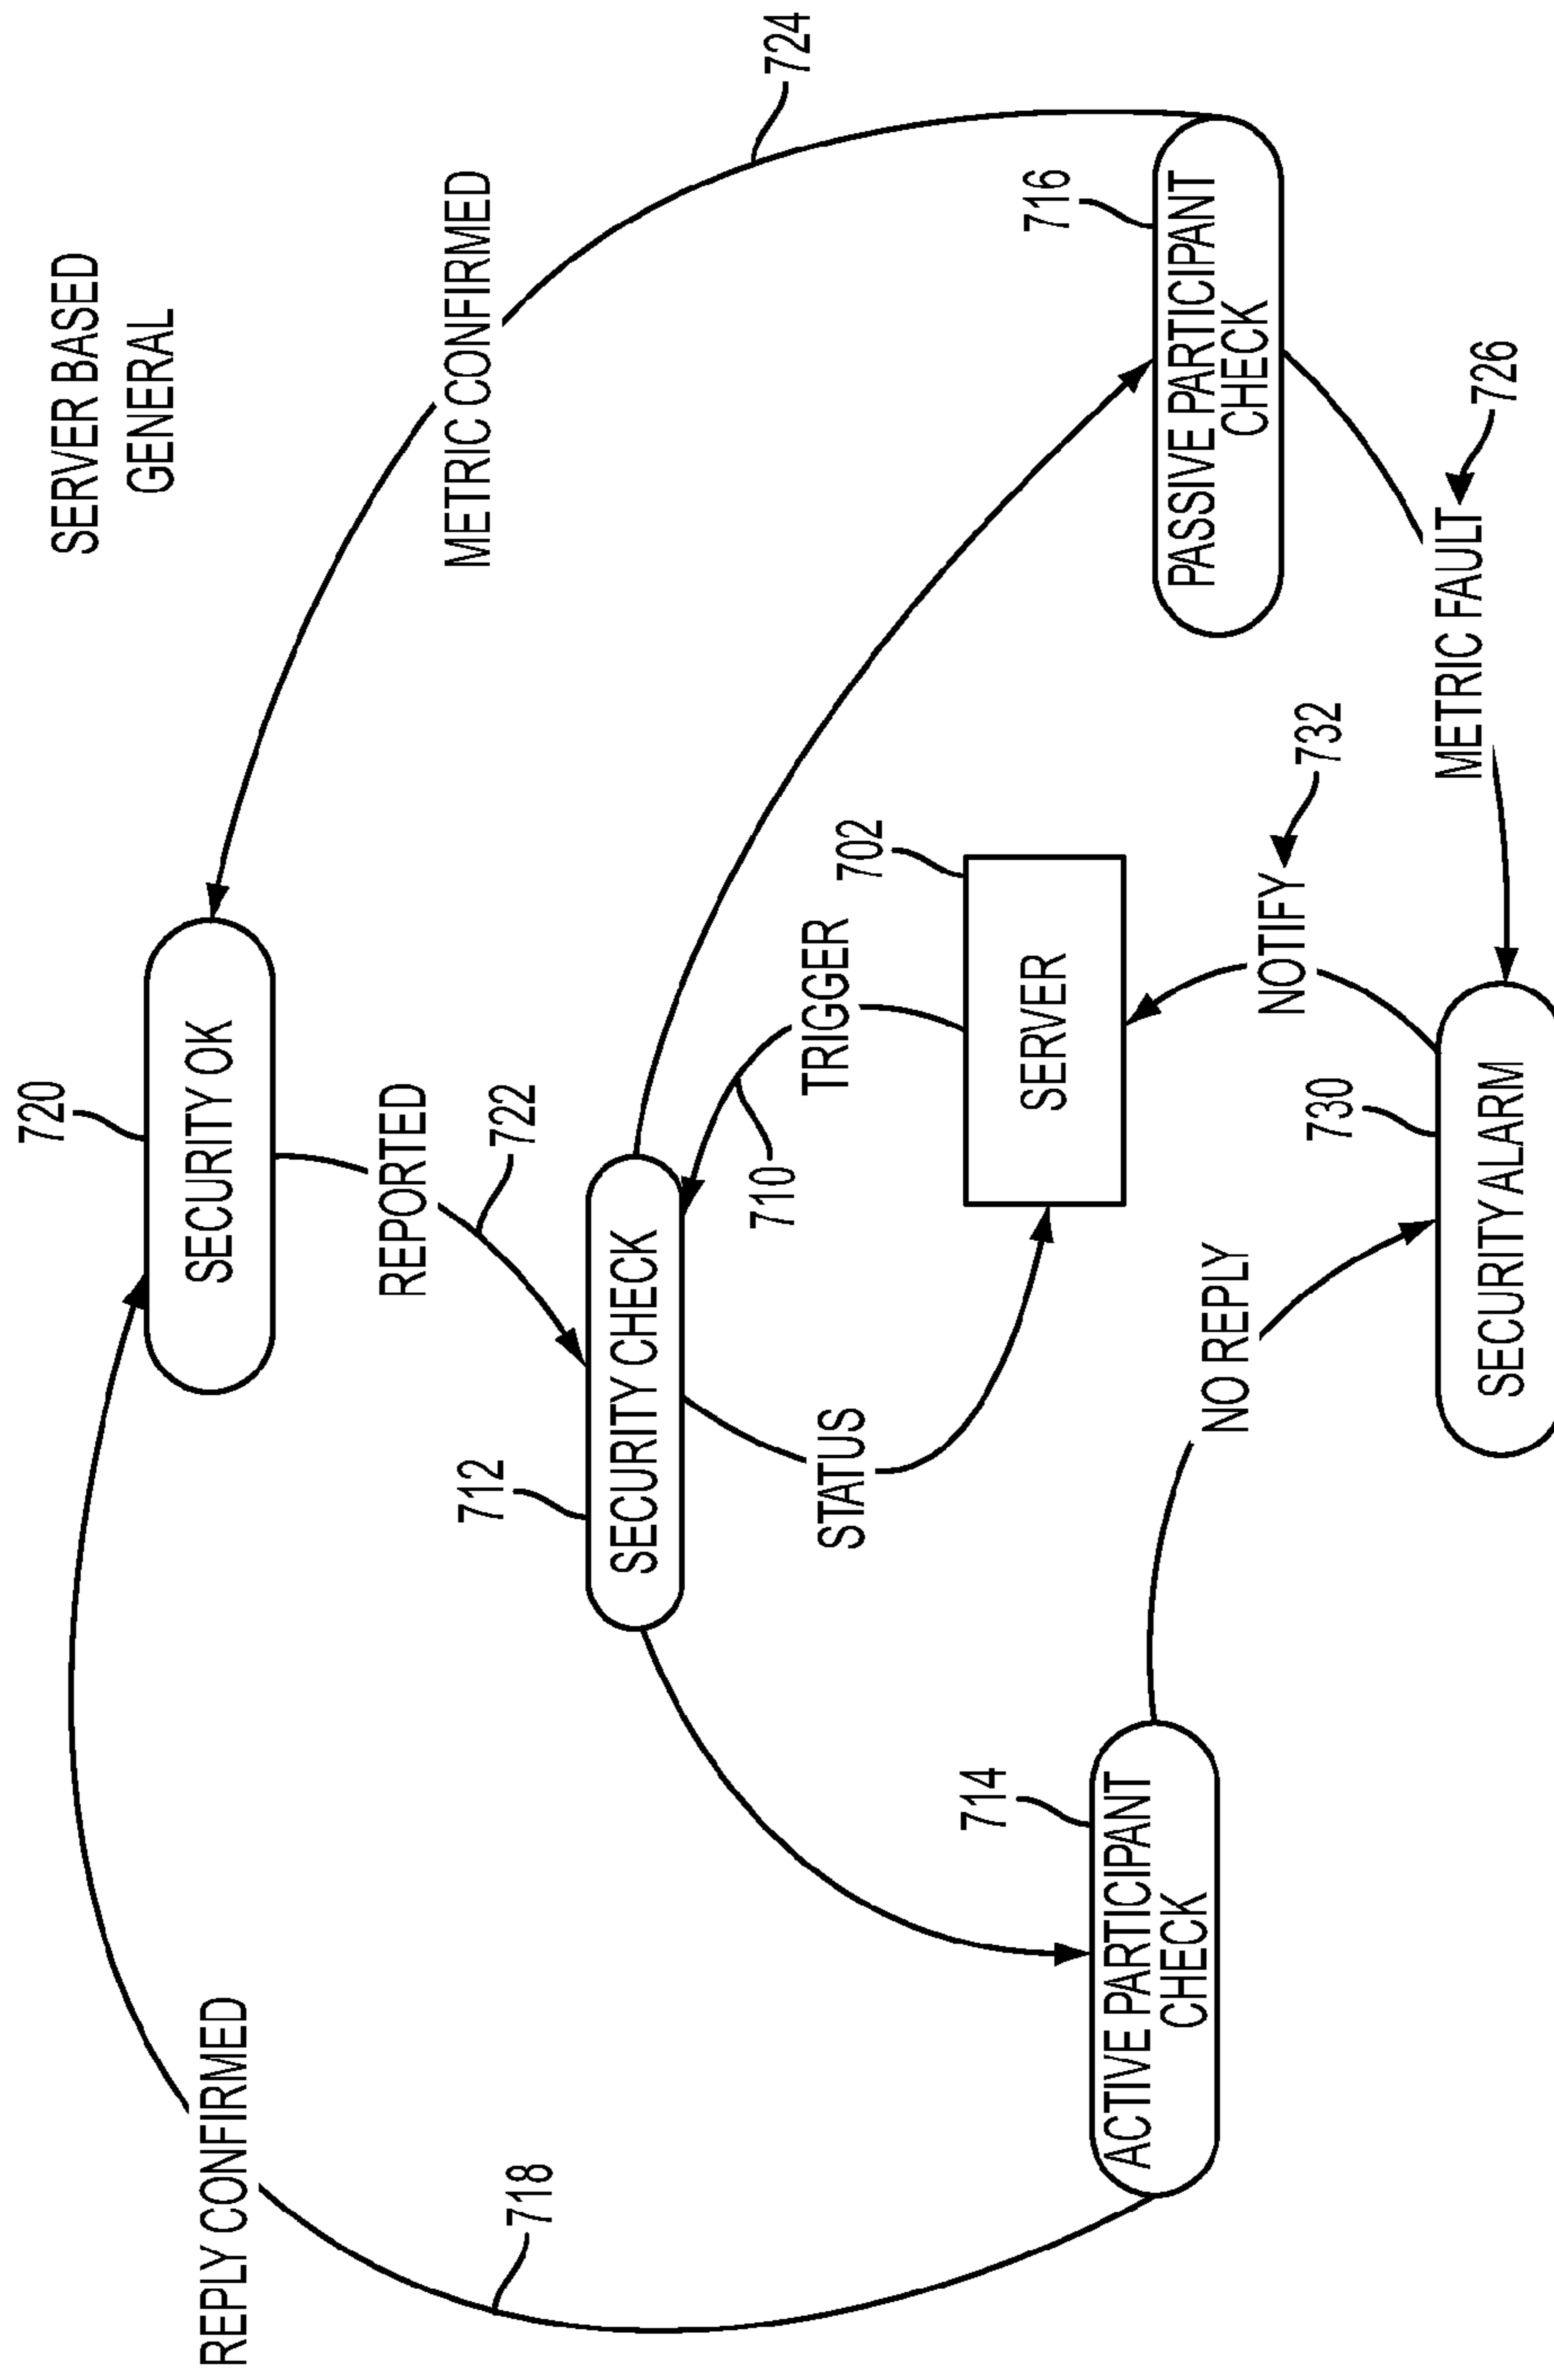 SERVER BASED
GENERAL
720
SECURITY OK
REPLY CONFIRMED
718
REPORTED
722
METRIC CONFIRMED
724
712
SECURITY CHECK
710
TRIGGER
STATUS
702
SERVER
714
ACTIVE PARTICIPANT
CHECK
716
PASSIVE PARTICIPANT
CHECK
NO REPLY
NOTIFY
732
METRIC FAULT
726
730
SECURITY ALARM